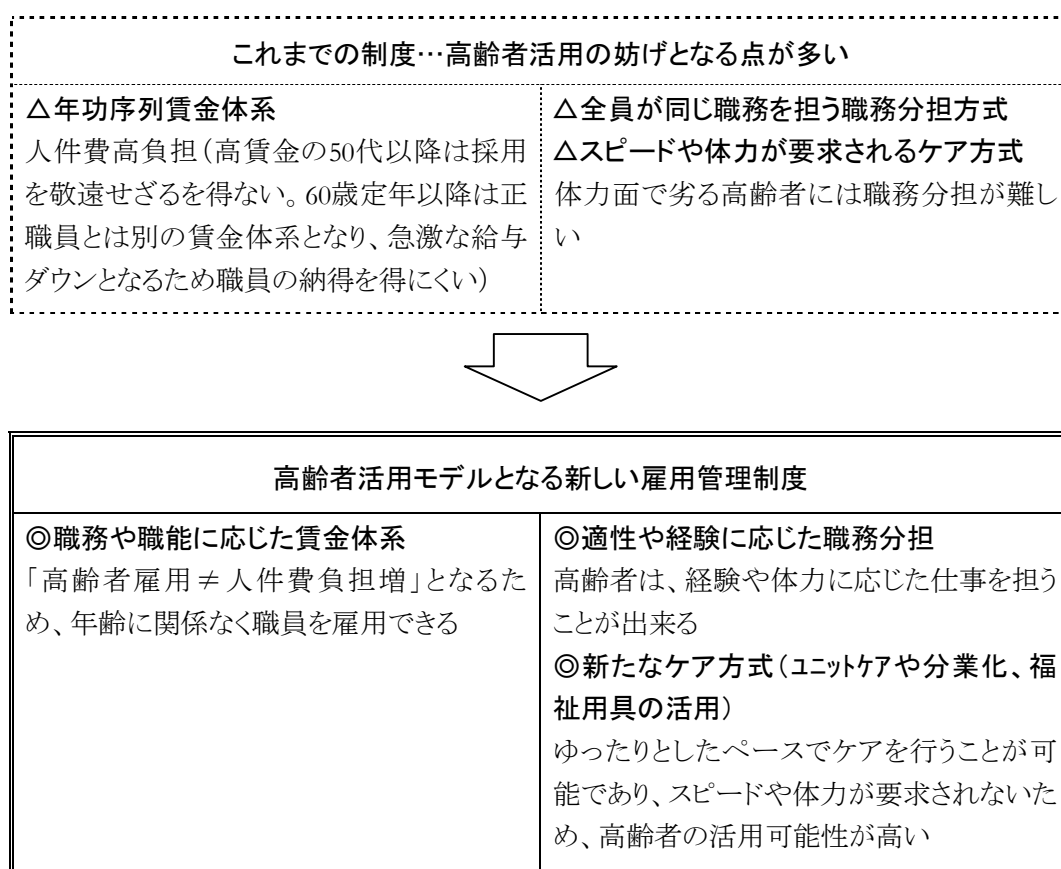 これまでの制度…高齢者活用の妨げとなる点が多い
△年功序列賃金体系
人件費高負担(高賃金の50代以降は採用
を敬遠せざるを得ない。60歳定年以降は正
職員とは別の賃金体系となり、急激な給与
ダウンとなるため職員の納得を得にくい)
△全員が同じ職務を担う職務分担方式
△スピードや体力が要求されるケア方式
体力面で劣る高齢者には職務分担が難し
い
高齢者活用モデルとなる新しい雇用管理制度
◎職務や職能に応じた賃金体系
「高齢者雇用≠人件費負担増」となるた
め、年齢に関係なく職員を雇用できる
◎適性や経験に応じた職務分担
高齢者は、経験や体力に応じた仕事を担う
ことが出来る
◎新たなケア方式(ユニットケアや分業化、福
祉用具の活用)
ゆったりとしたペースでケアを行うことが可
能であり、スピードや体力が要求されないた
め、高齢者の活用可能性が高い